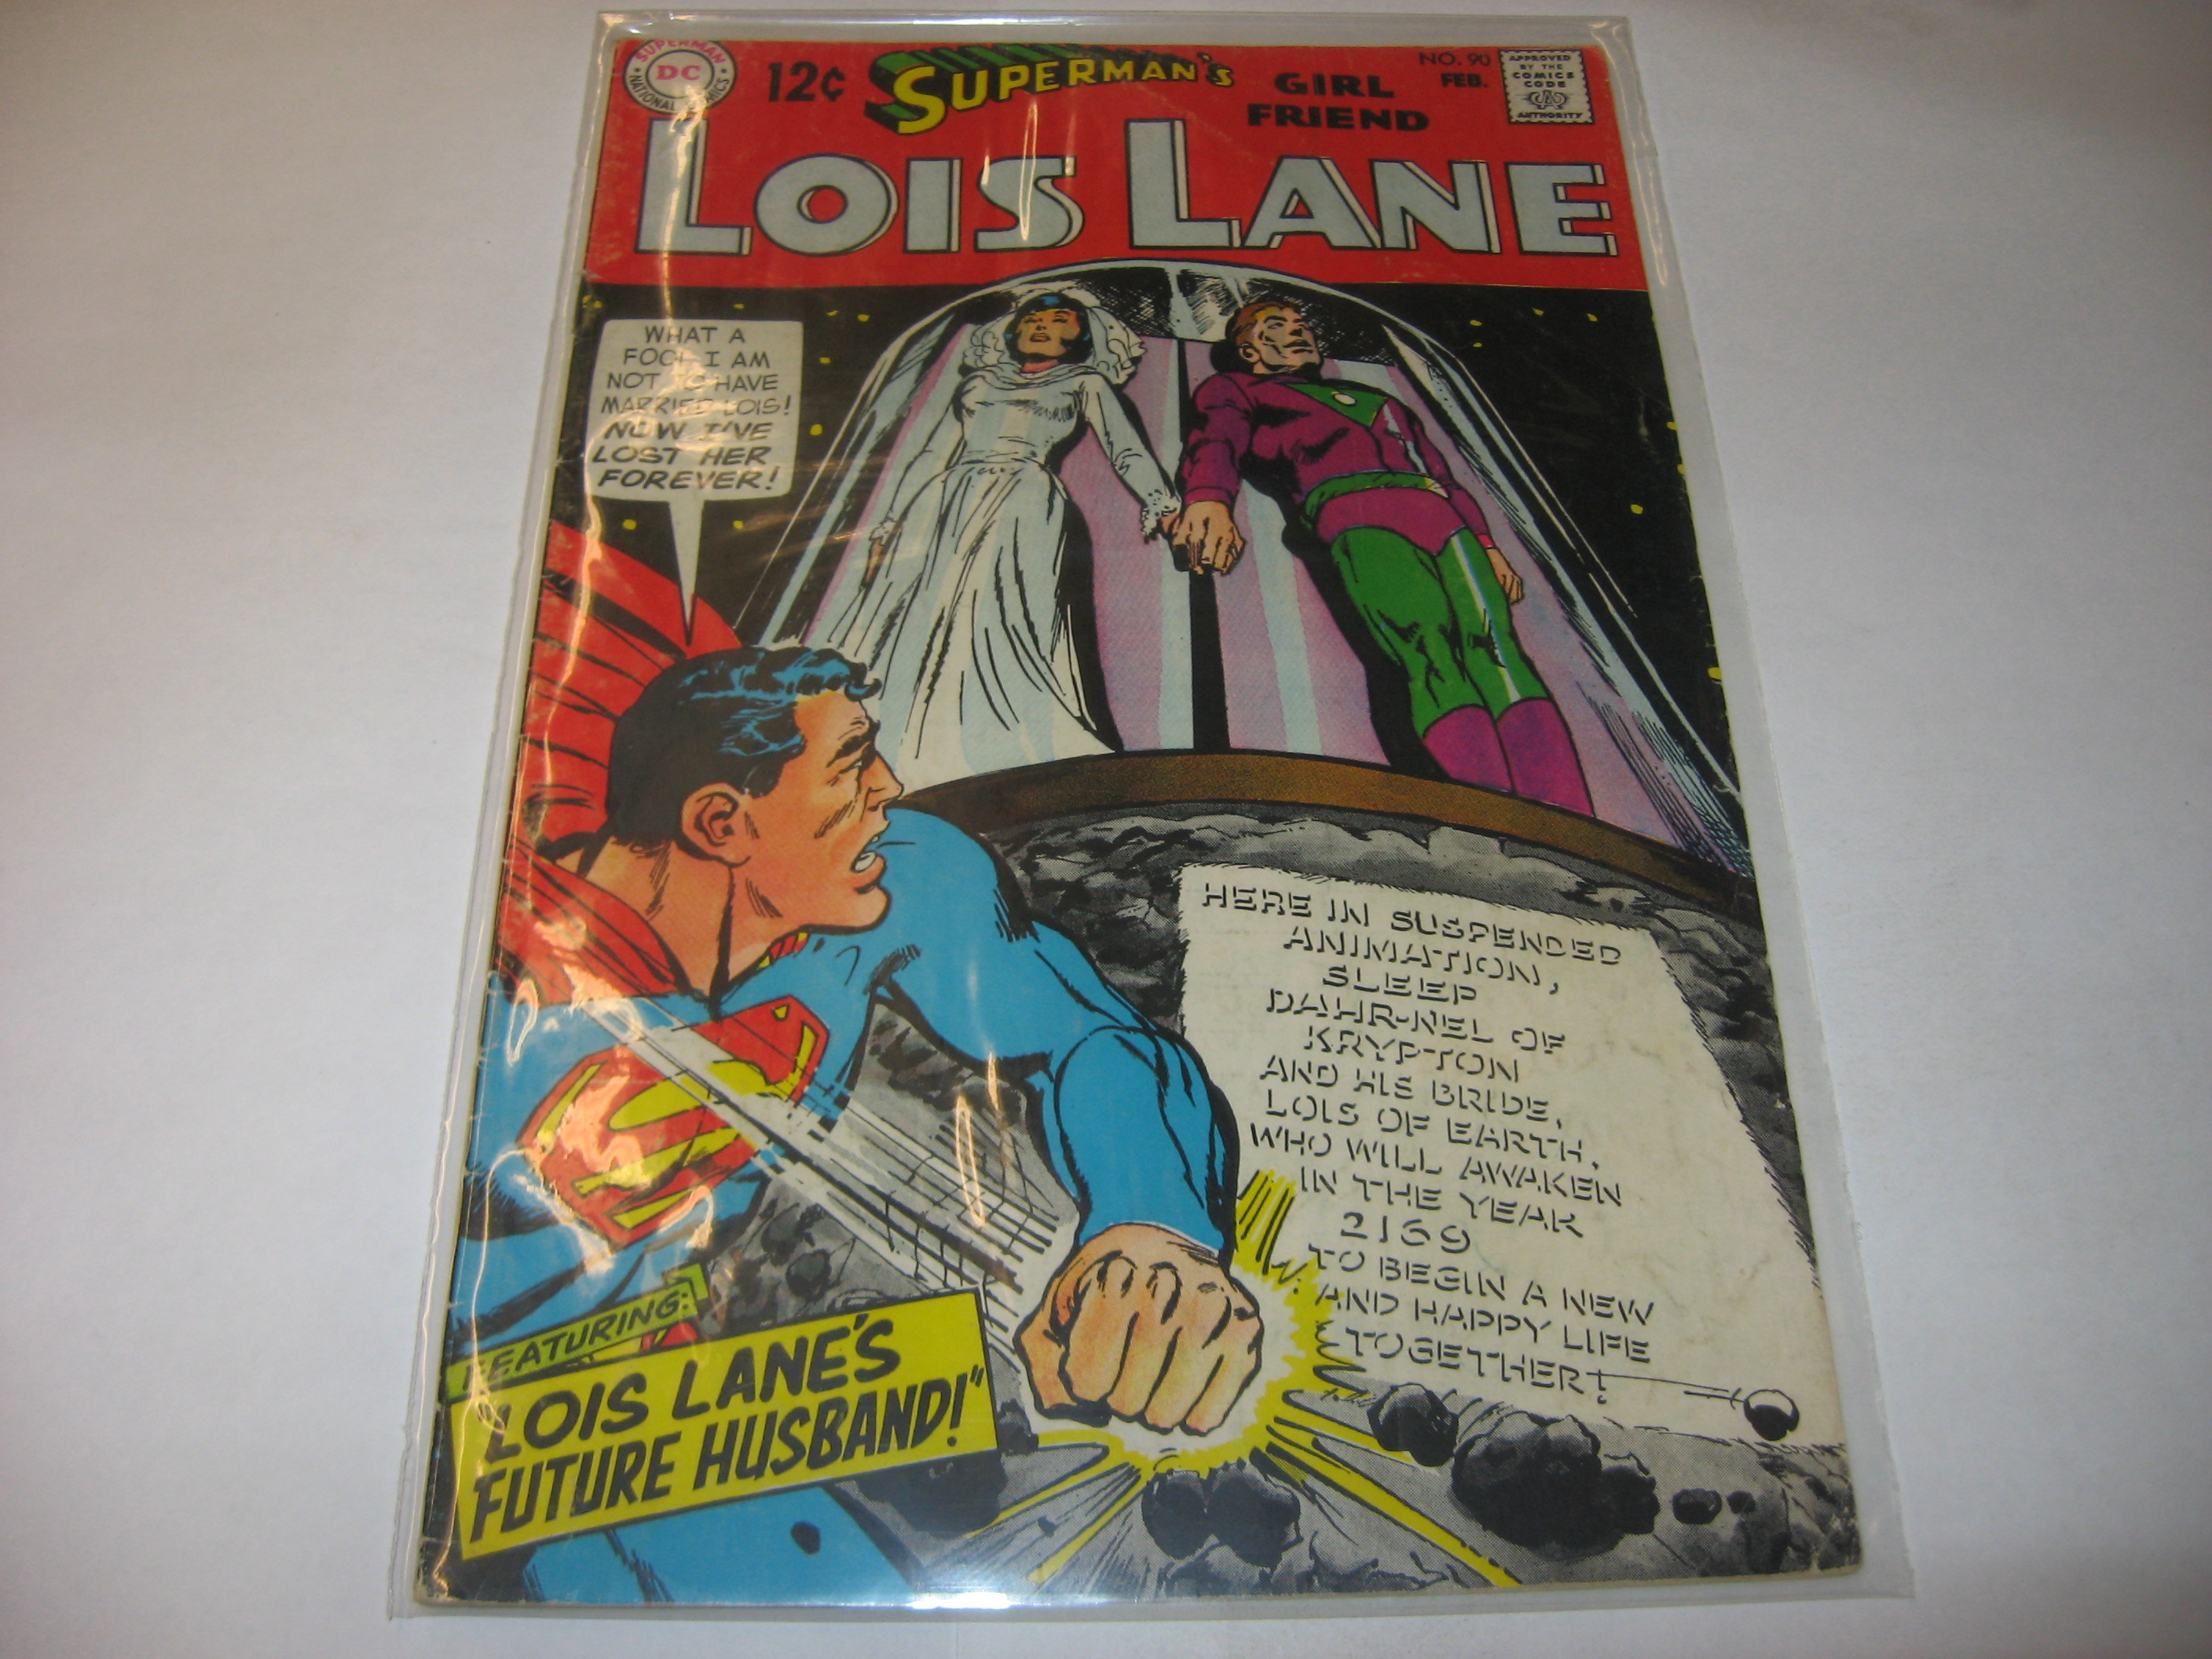 SUPERMAN
DC
NATIONAL COMICS
12¢
SUPERMAN'S
GIRL
FRIEND
NO. 90
FEB.
APPROVED
BY THE
COMICS
CODE
CA
AUTHORITY
LOIS LANE
WHAT A
FOOL I AM
NOT TO HAVE
MARRIED LOIS!
NOW I'VE
LOST HER
FOREVER!
HERE IN SUSPENDED
ANIMATION,
SLEEP
DAHR-NEL OF
KRYPTON
AND HIS BRIDE,
LOIS OF EARTH,
WHO WILL AWAKEN
IN THE YEAR
2169
TO BEGIN A NEW
AND HAPPY LIFE
TOGETHER!
FEATURING:
"LOIS LANE'S
FUTURE HUSBAND!"